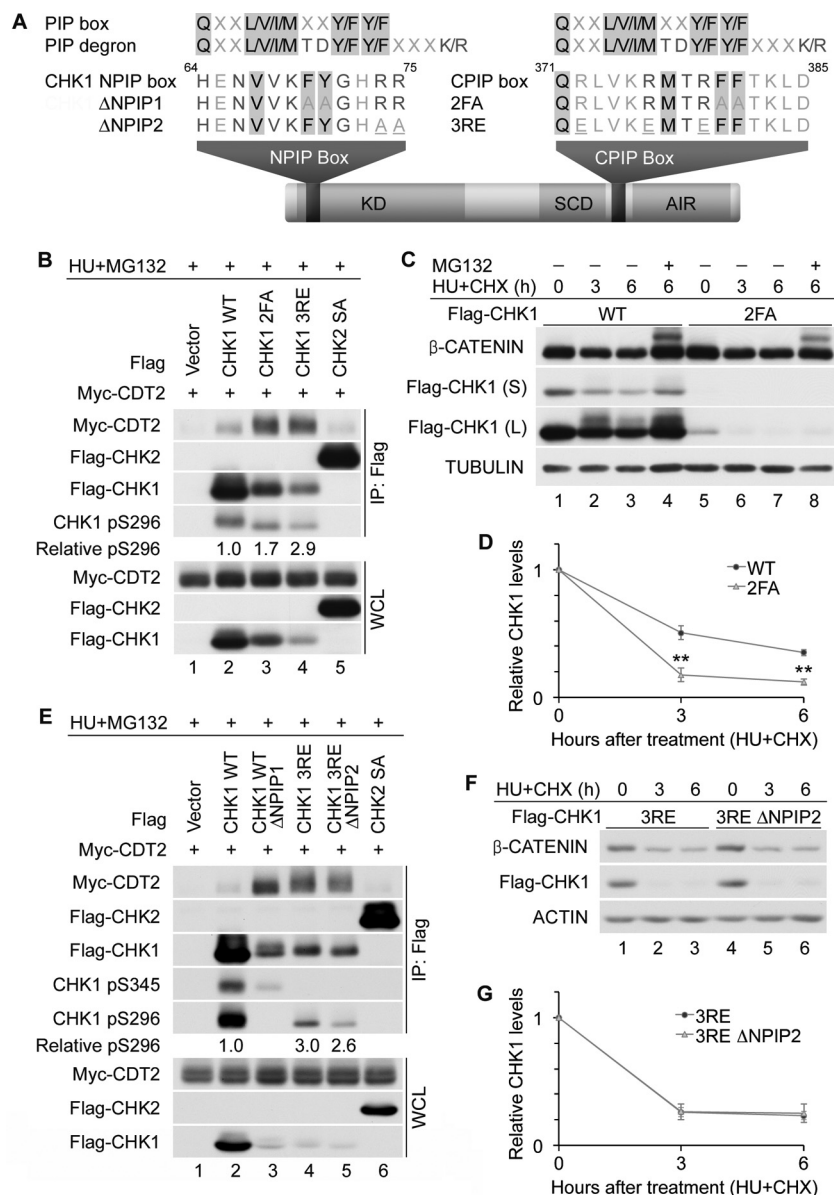 A
PIP box Q X X L/V/I/M X X Y/F Y/F
PIP degron Q X X L/V/I/M T D Y/F Y/F X X X K/R
Q X X L/V/I/M X X Y/F Y/F
Q X X L/V/I/M T D Y/F Y/F X X X K/R
64 75
CHK1 NPIP box H E N V V K F Y G H R R
ΔNPIP1 H E N V V K A A G H R R
ΔNPIP2 H E N V V K F Y G H A A
371 385
CPIP box Q R L V K R M T R F F T K L D
2FA Q R L V K R M T R A A T K L D
3RE Q E L V K E M T E F F T K L D
NPIP Box
CPIP Box
KD SCD AIR
B
HU+MG132 + + + + +
Flag Vector CHK1 WT CHK1 2FA CHK1 3RE CHK2 SA
Myc-CDT2 + + + + +
Myc-CDT2
Flag-CHK2
Flag-CHK1
CHK1 pS296
Relative pS296 1.0 1.7 2.9
IP: Flag
Myc-CDT2
Flag-CHK2
Flag-CHK1
WCL
1 2 3 4 5
C
MG132 – – – + – – – +
HU+CHX (h) 0 3 6 6 0 3 6 6
Flag-CHK1 WT 2FA
β-CATENIN
Flag-CHK1 (S)
Flag-CHK1 (L)
TUBULIN
1 2 3 4 5 6 7 8
D
Relative CHK1 levels
1
0
WT
2FA
**
**
0 3 6
Hours after treatment (HU+CHX)
E
HU+MG132 + + + + + +
Flag Vector CHK1 WT CHK1 WT ΔNPIP1 CHK1 3RE CHK1 3RE ΔNPIP2 CHK2 SA
Myc-CDT2 + + + + + +
Myc-CDT2
Flag-CHK2
Flag-CHK1
CHK1 pS345
CHK1 pS296
Relative pS296 1.0 3.0 2.6
IP: Flag
Myc-CDT2
Flag-CHK2
Flag-CHK1
WCL
1 2 3 4 5 6
F
HU+CHX (h) 0 3 6 0 3 6
Flag-CHK1 3RE 3RE ΔNPIP2
β-CATENIN
Flag-CHK1
ACTIN
1 2 3 4 5 6
G
Relative CHK1 levels
1
0
3RE
3RE ΔNPIP2
0 3 6
Hours after treatment (HU+CHX)